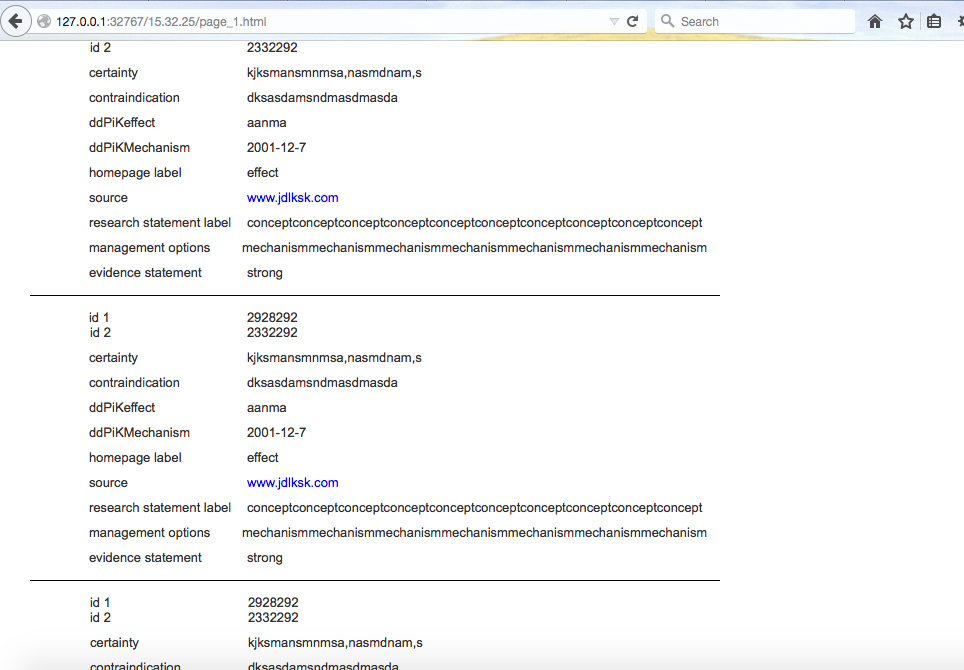 127.0.0.1:32767/15.32.25/page_1.html Search
id 2 2332292
certainty kjksmansmnmsa,nasmdnam,s
contraindication dksasdamsndmasdmasda
ddPiKeffect aanma
ddPiKMechanism 2001-12-7
homepage label effect
source www.jdlksk.com
research statement label conceptconceptconceptconceptconceptconceptconceptconceptconceptconcept
management options mechanismmechanismmechanismmechanismmechanismmechanismmechanism
evidence statement strong
id 1 2928292
id 2 2332292
certainty kjksmansmnmsa,nasmdnam,s
contraindication dksasdamsndmasdmasda
ddPiKeffect aanma
ddPiKMechanism 2001-12-7
homepage label effect
source www.jdlksk.com
research statement label conceptconceptconceptconceptconceptconceptconceptconceptconceptconcept
management options mechanismmechanismmechanismmechanismmechanismmechanismmechanism
evidence statement strong
id 1 2928292
id 2 2332292
certainty kjksmansmnmsa,nasmdnam,s
contraindication dksasdamsndmasdmasda